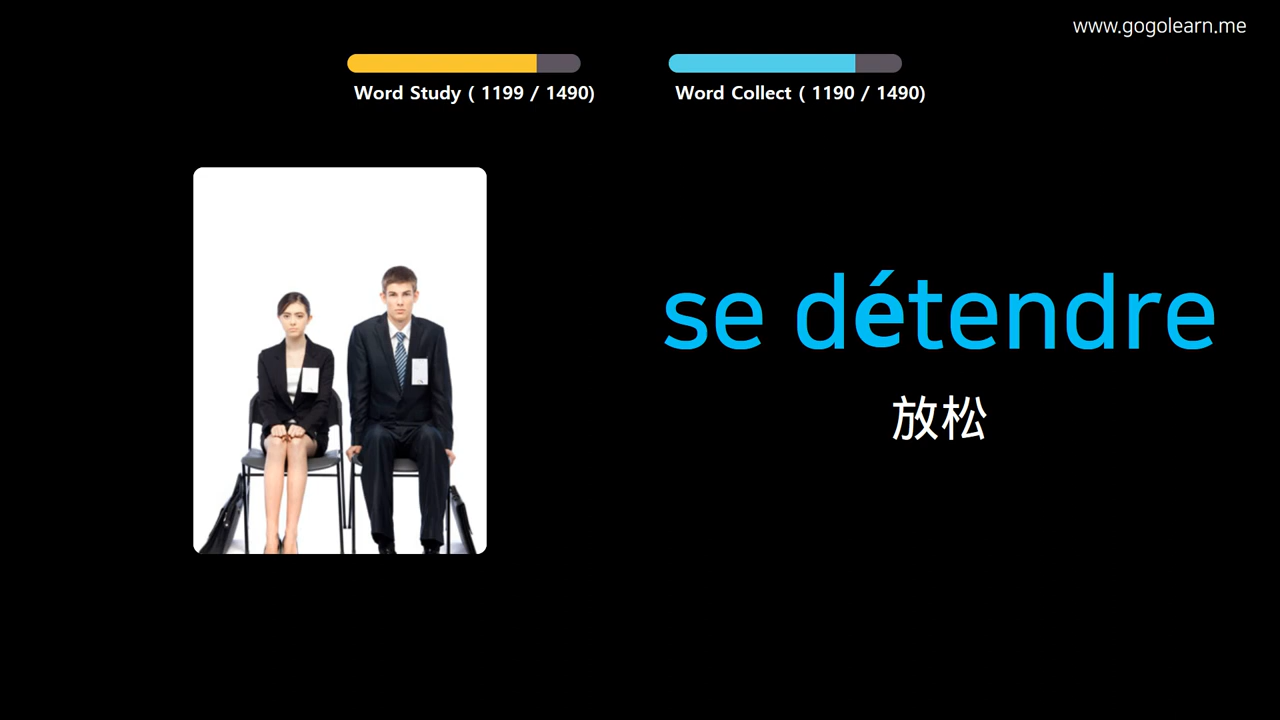 www.gogolearn.me
Word Study ( 1199 / 1490)
Word Collect ( 1190 / 1490)
se détendre
放松